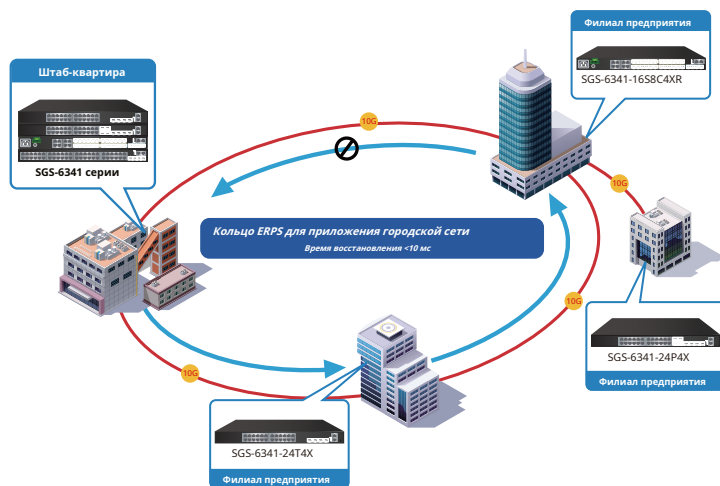 Филиал предприятия
SGS-6341-16S8C4XR
Штаб-квартира
SGS-6341 серии
10G
10G
Кольцо ERPS для приложения городской сети
Время восстановления <10 мс
10G
SGS-6341-24P4X
Филиал предприятия
10G
SGS-6341-24T4X
Филиал предприятия